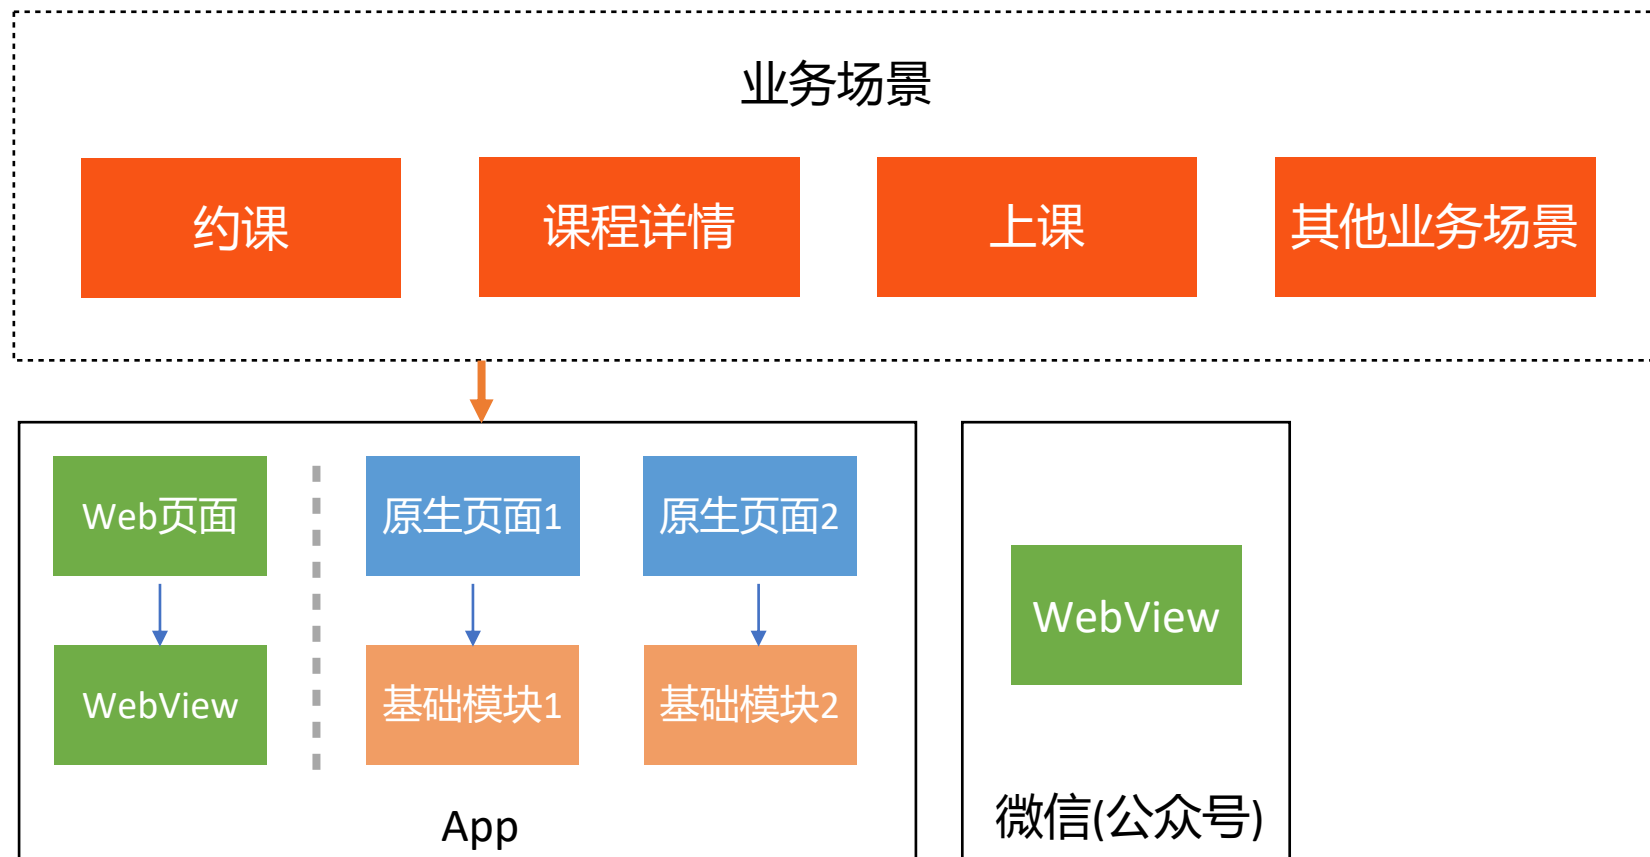 业务场景
约课
课程详情
上课
其他业务场景
Web页面
原生页面1
原生页面2
WebView
WebView
基础模块1
基础模块2
App
微信(公众号)